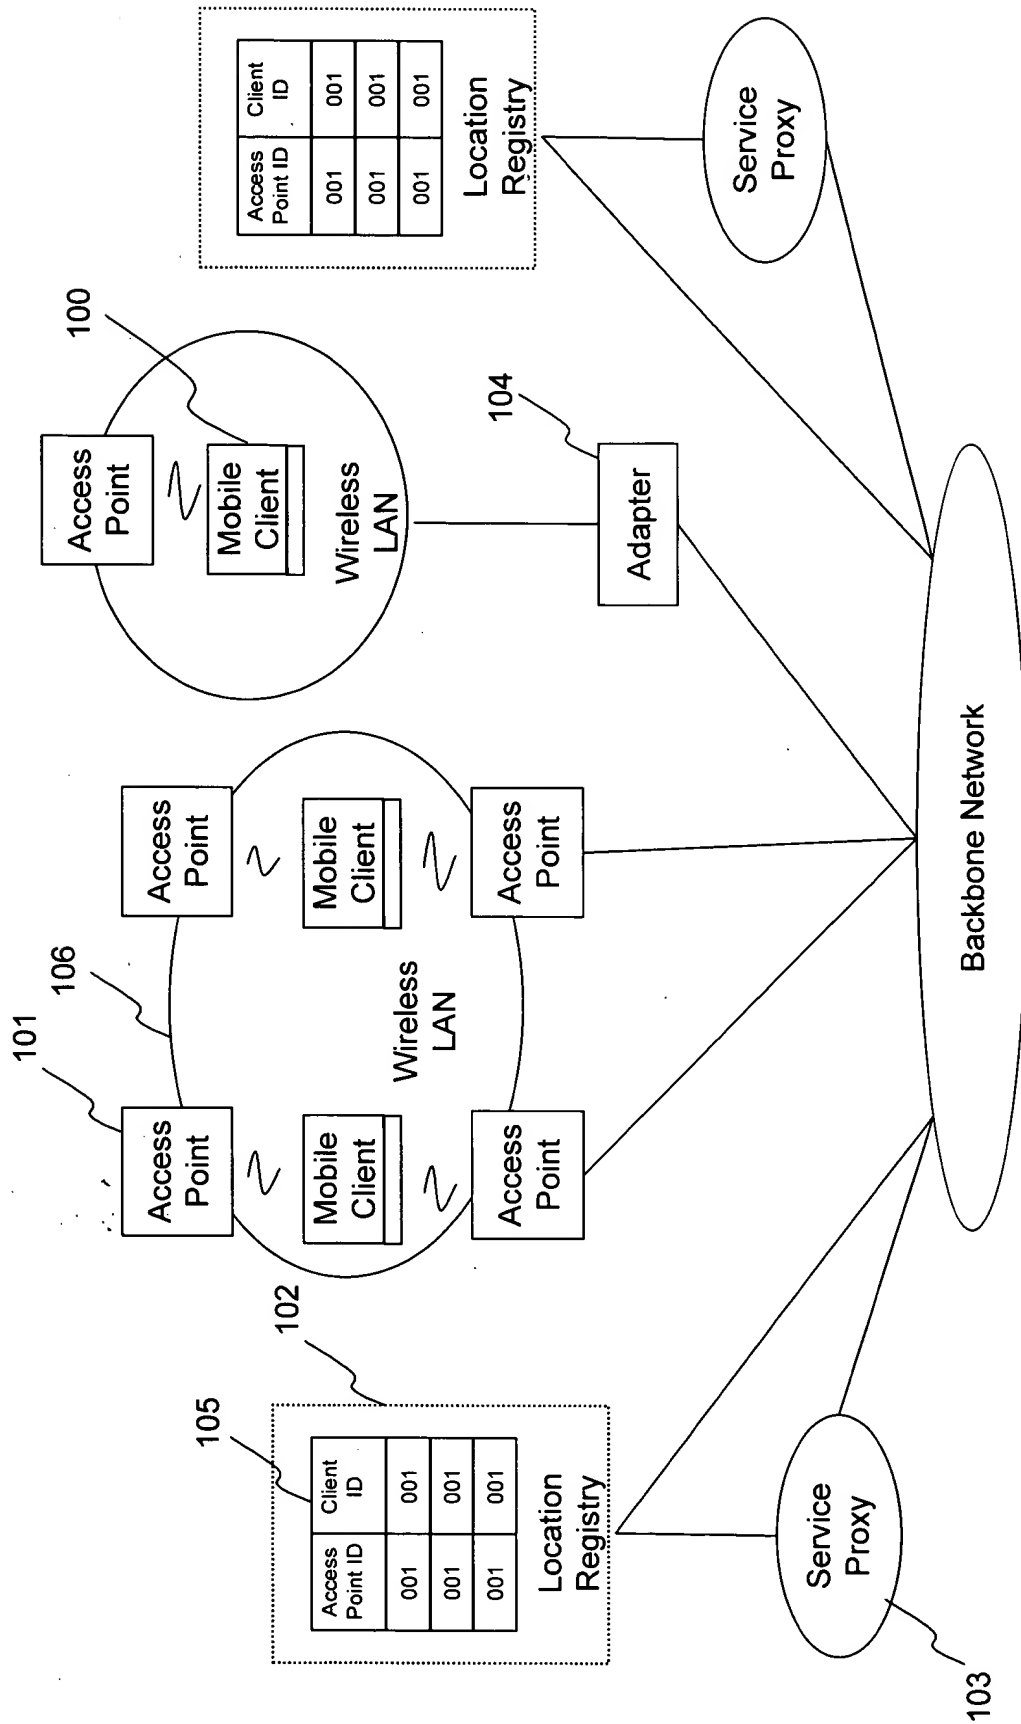 101
106
100
102
105
104
103
Access
Point
Access
Point
Access
Point
Access
Point
Access
Point
Mobile
Client
Mobile
Client
Mobile
Client
Wireless
LAN
Wireless
LAN
Access
Point ID
Client
ID
001
001
001
001
001
001
Location
Registry
Access
Point ID
Client
ID
001
001
001
001
001
001
Location
Registry
Adapter
Service
Proxy
Service
Proxy
Backbone Network